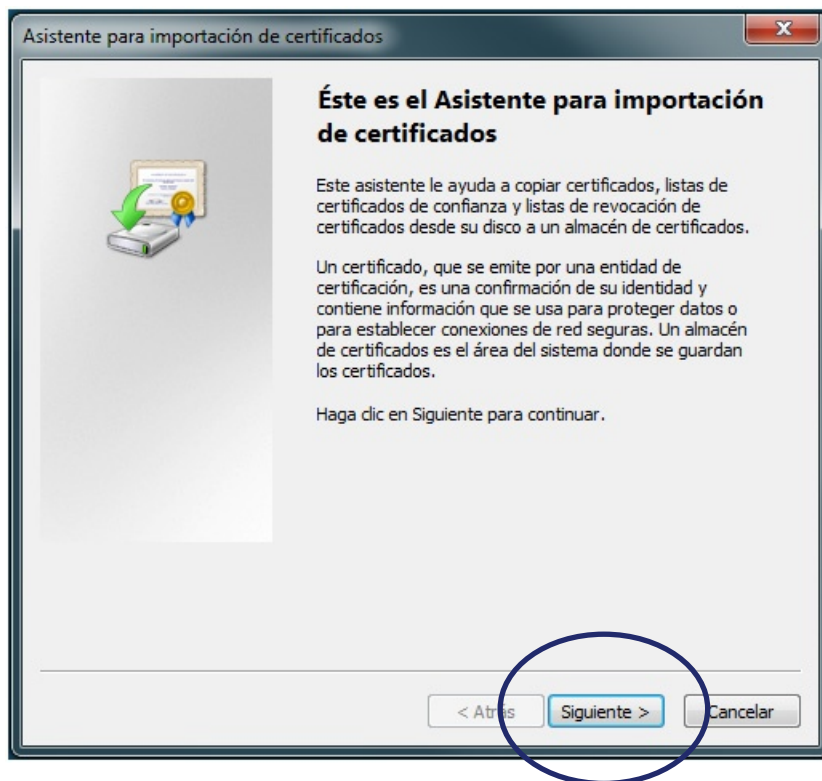 Asistente para importación de certificados
Éste es el Asistente para importación
de certificados
Este asistente le ayuda a copiar certificados, listas de
certificados de confianza y listas de revocación de
certificados desde su disco a un almacén de certificados.
Un certificado, que se emite por una entidad de
certificación, es una confirmación de su identidad y
contiene información que se usa para proteger datos o
para establecer conexiones de red seguras. Un almacén
de certificados es el área del sistema donde se guardan
los certificados.
Haga clic en Siguiente para continuar.
< Atrás Siguiente > Cancelar